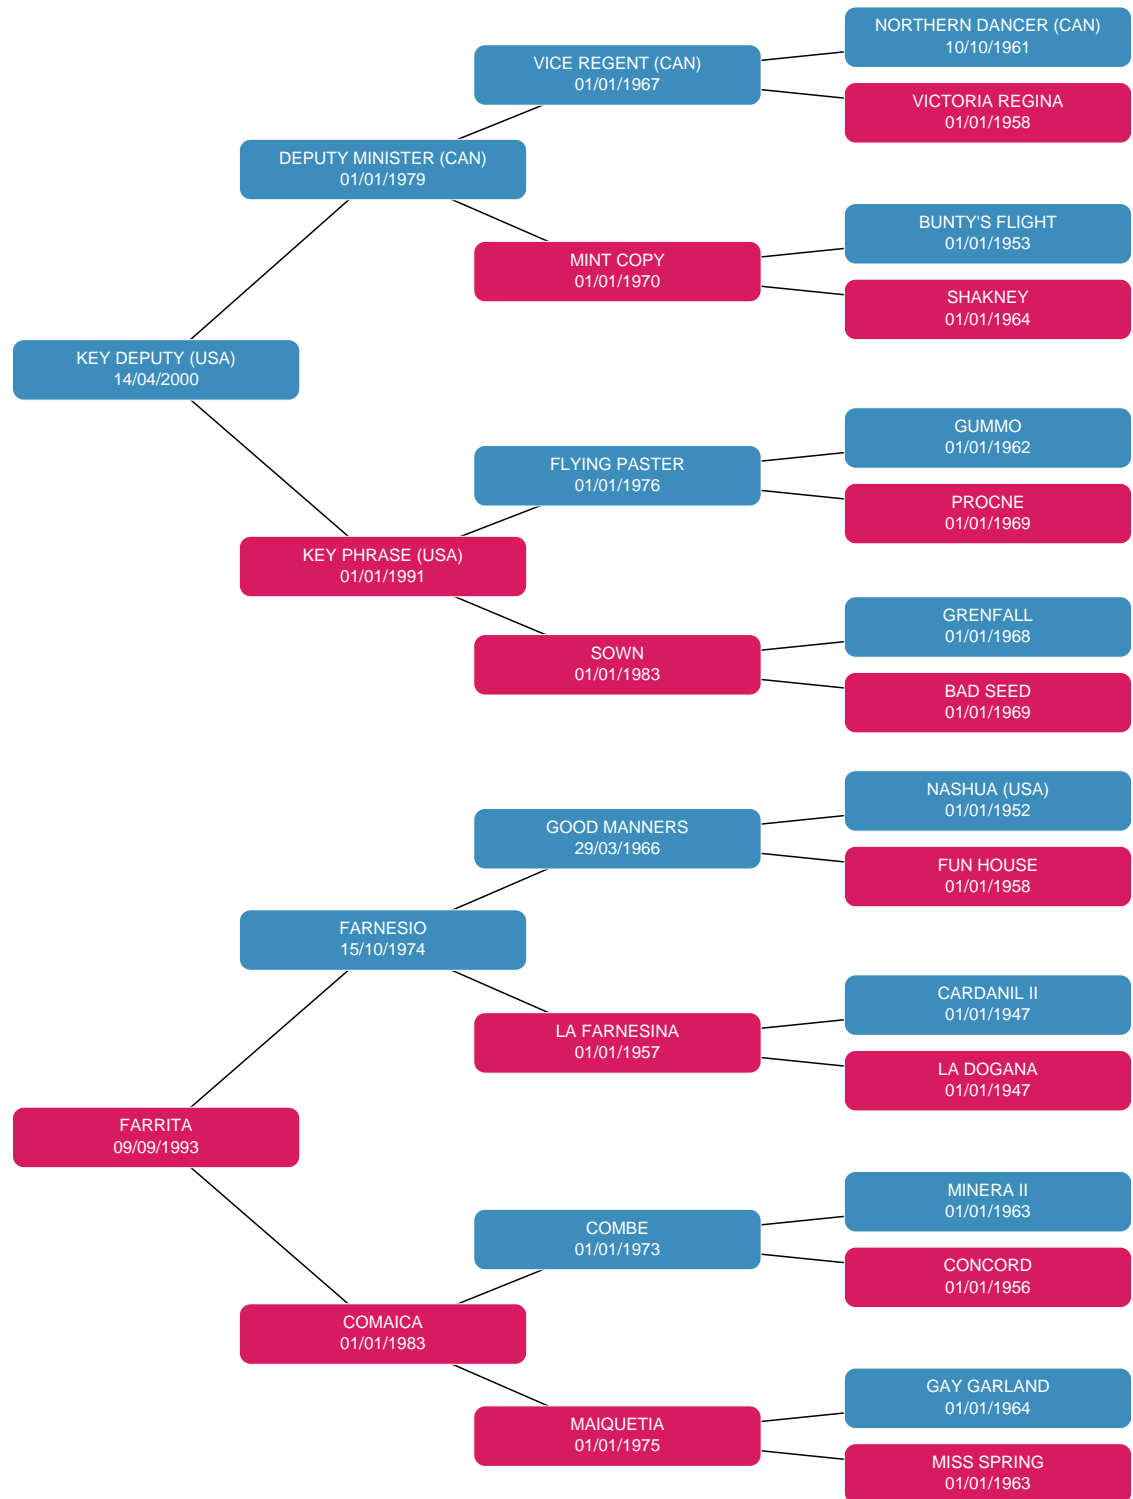 NORTHERN DANCER (CAN)
10/10/1961
VICE REGENT (CAN)
01/01/1967
VICTORIA REGINA
01/01/1958
DEPUTY MINISTER (CAN)
01/01/1979
BUNTY'S FLIGHT
01/01/1953
MINT COPY
01/01/1970
SHAKNEY
01/01/1964
KEY DEPUTY (USA)
14/04/2000
GUMMO
01/01/1962
FLYING PASTER
01/01/1976
PROCNE
01/01/1969
KEY PHRASE (USA)
01/01/1991
GRENFALL
01/01/1968
SOWN
01/01/1983
BAD SEED
01/01/1969
NASHUA (USA)
01/01/1952
GOOD MANNERS
29/03/1966
FUN HOUSE
01/01/1958
FARNESIO
15/10/1974
CARDANIL II
01/01/1947
LA FARNESINA
01/01/1957
LA DOGANA
01/01/1947
FARRITA
09/09/1993
MINERA II
01/01/1963
COMBE
01/01/1973
CONCORD
01/01/1956
COMAICA
01/01/1983
GAY GARLAND
01/01/1964
MAIQUETIA
01/01/1975
MISS SPRING
01/01/1963